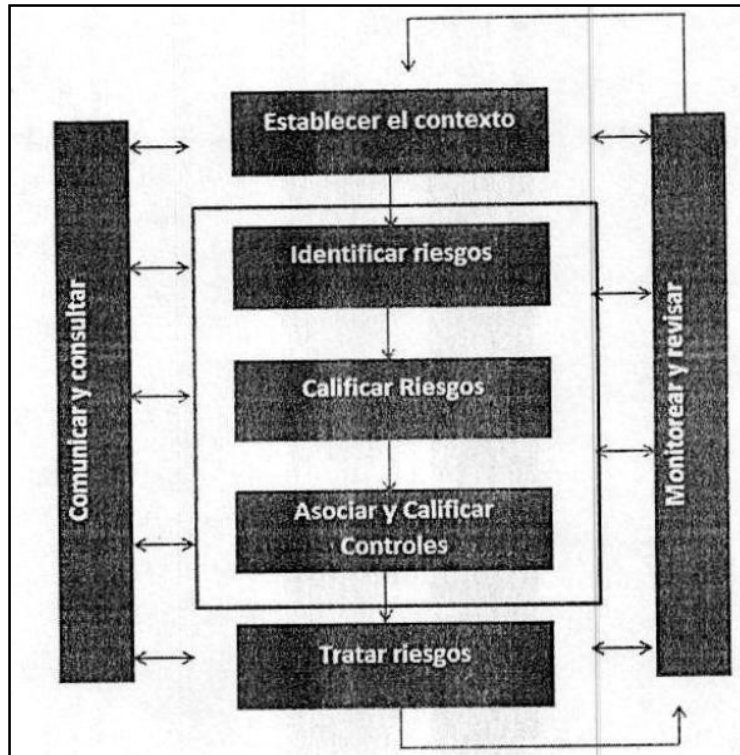 Establecer el contexto
Identificar riesgos
Calificar Riesgos
Asociar y Calificar
Controles
Tratar riesgos
Comunicar y consultar
Monitorear y revisar